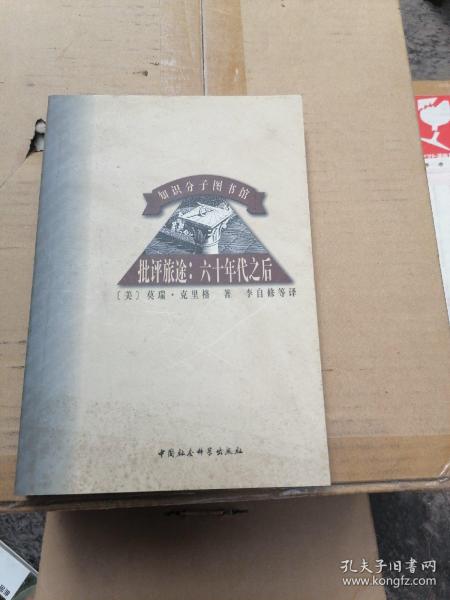 知识分子图书馆
批评旅途：六十年代之后
〔美〕莫瑞·克里格 著 李自修等译
中国社会科学出版社
孔夫子旧书网
www.kongfz.com